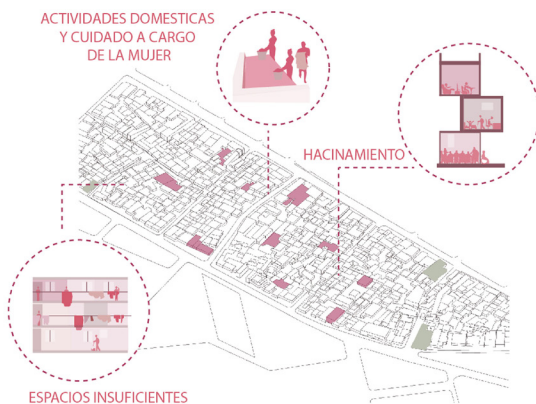 ACTIVIDADES DOMESTICAS
Y CUIDADO A CARGO
DE LA MUJER
HACINAMIENTO
ESPACIOS INSUFICIENTES